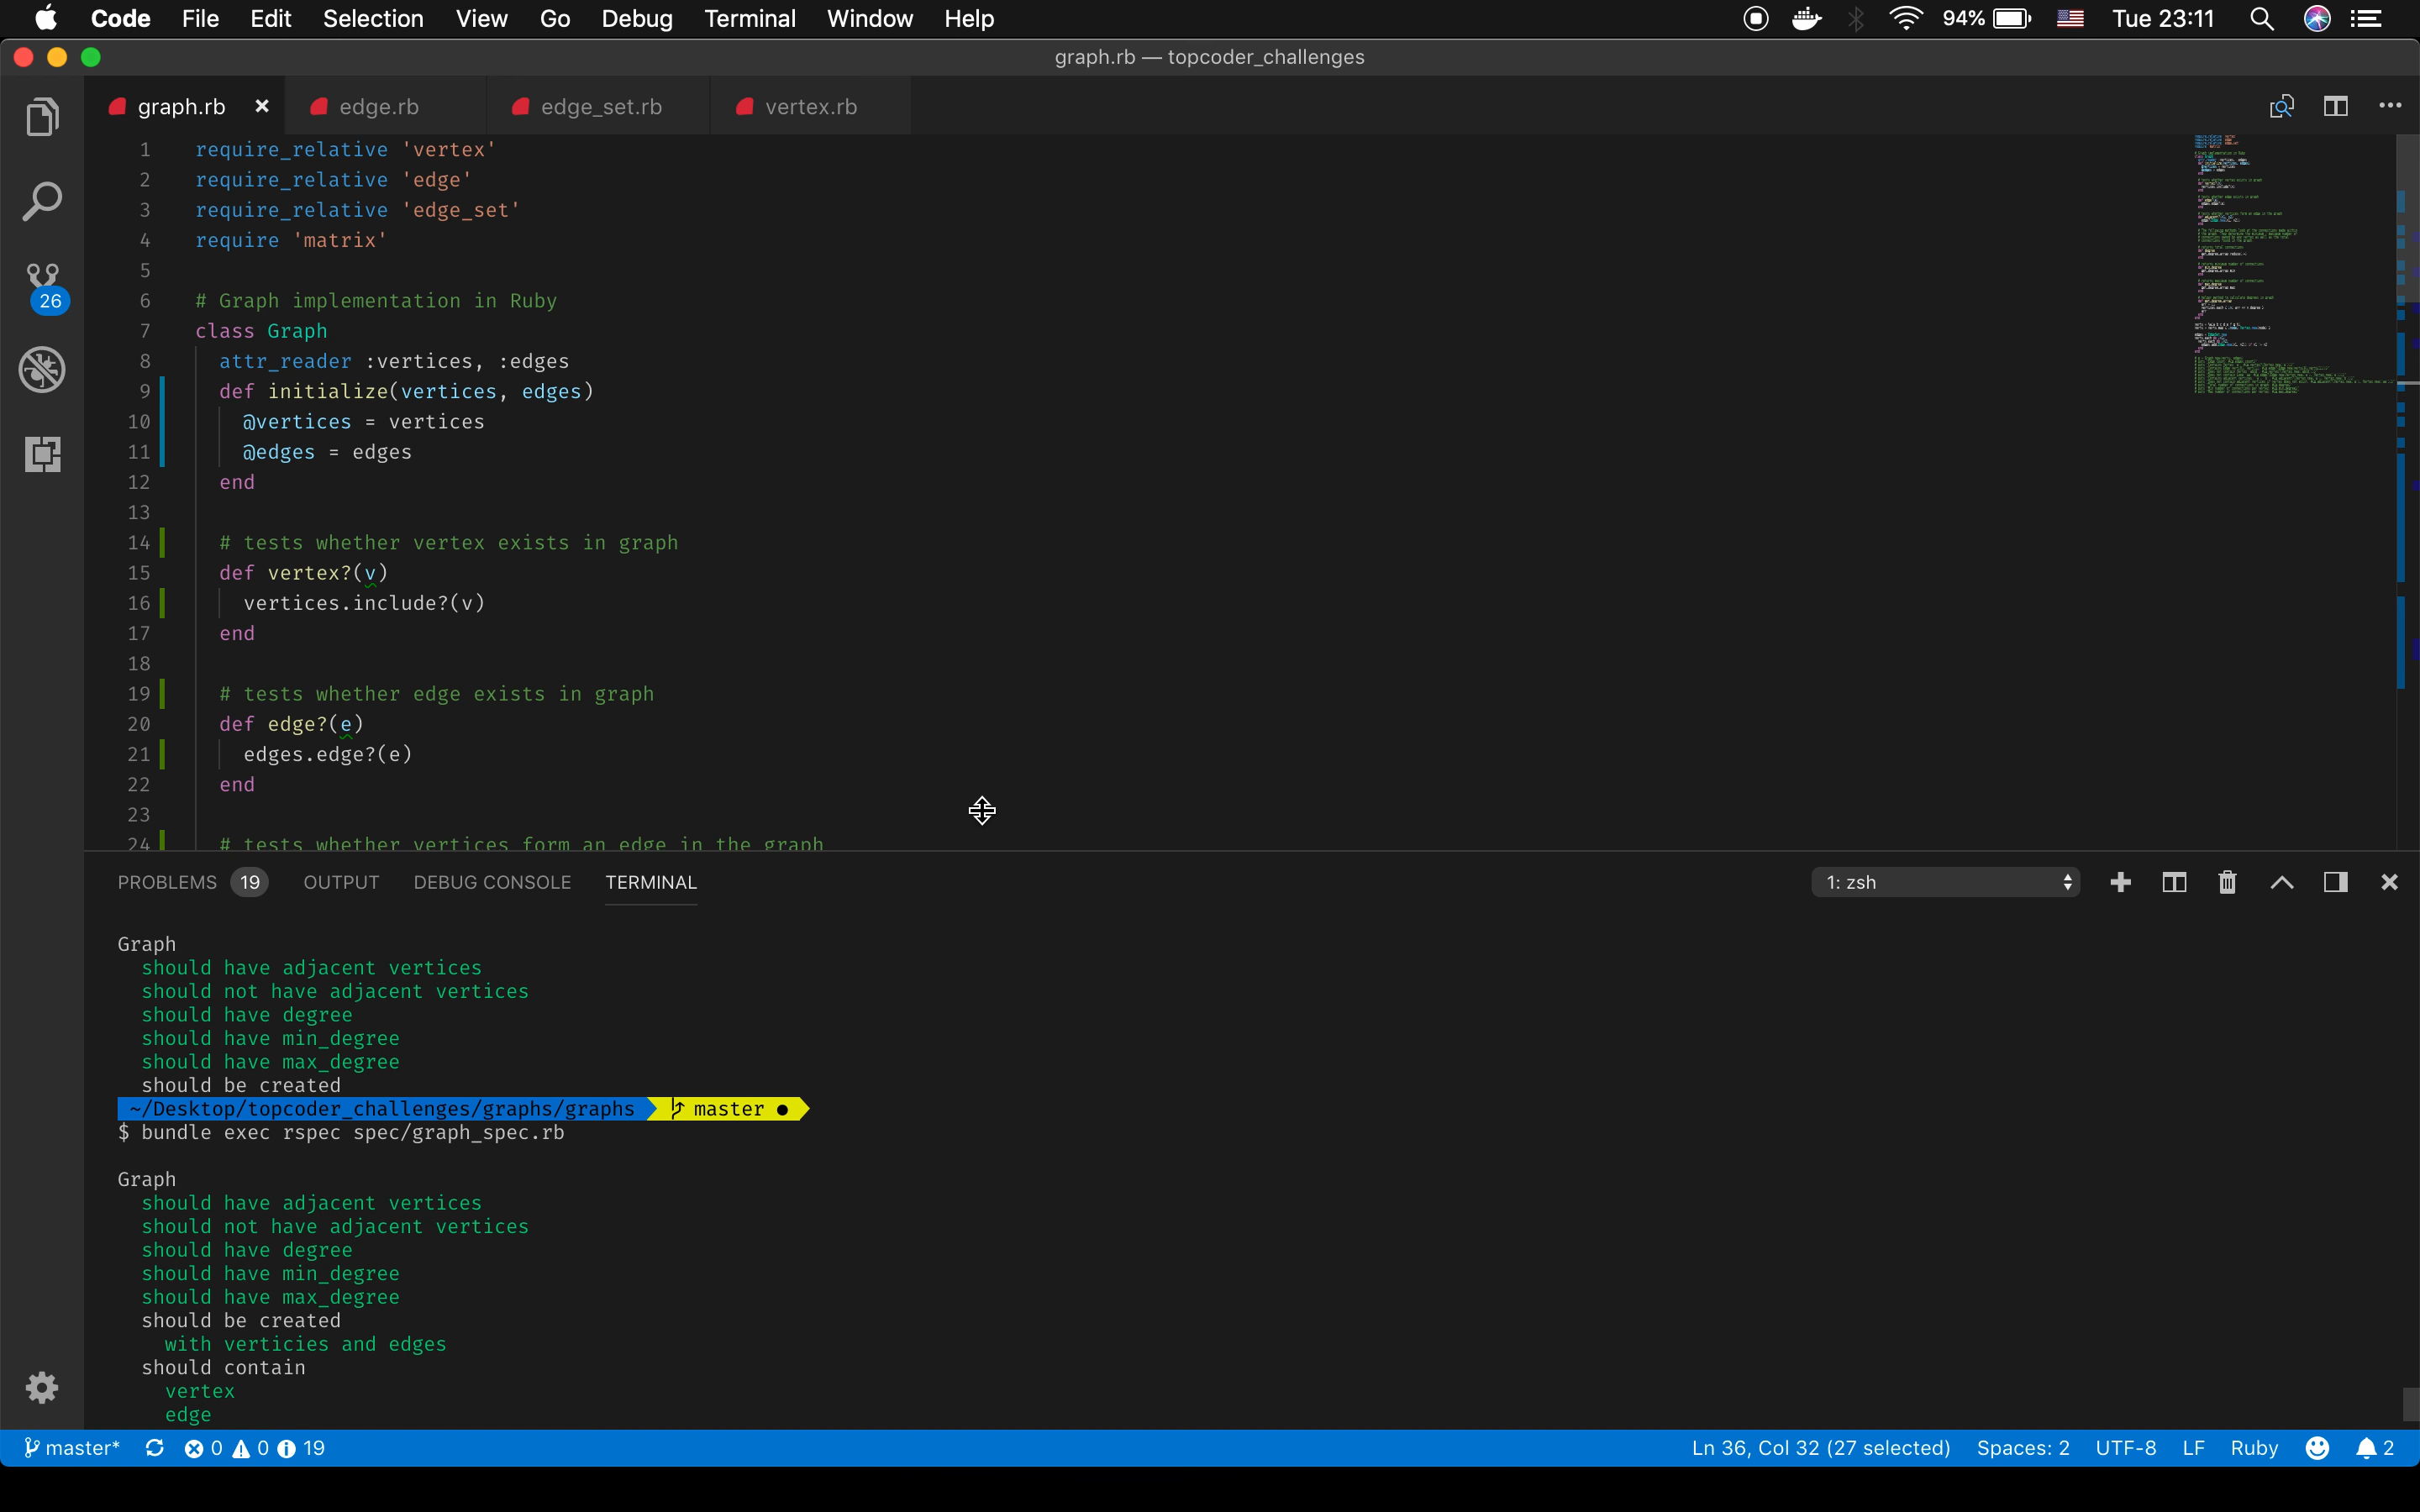 Code File Edit Selection View Go Debug Terminal Window Help 94% Tue 23:11
graph.rb — topcoder_challenges
graph.rb edge.rb edge_set.rb vertex.rb
26
1 require_relative 'vertex'
2 require_relative 'edge'
3 require_relative 'edge_set'
4 require 'matrix'
5
6 # Graph implementation in Ruby
7 class Graph
8 attr_reader :vertices, :edges
9 def initialize(vertices, edges)
10 @vertices = vertices
11 @edges = edges
12 end
13
14 # tests whether vertex exists in graph
15 def vertex?(v)
16 vertices.include?(v)
17 end
18
19 # tests whether edge exists in graph
20 def edge?(e)
21 edges.edge?(e)
22 end
23
24 # tests whether vertices form an edge in the graph
PROBLEMS 19 OUTPUT DEBUG CONSOLE TERMINAL 1: zsh
Graph
should have adjacent vertices
should not have adjacent vertices
should have degree
should have min_degree
should have max_degree
should be created
~/Desktop/topcoder_challenges/graphs/graphs master ●
$ bundle exec rspec spec/graph_spec.rb
Graph
should have adjacent vertices
should not have adjacent vertices
should have degree
should have min_degree
should have max_degree
should be created
with verticies and edges
should contain
vertex
edge
master* 0 0 19 Ln 36, Col 32 (27 selected) Spaces: 2 UTF-8 LF Ruby 2